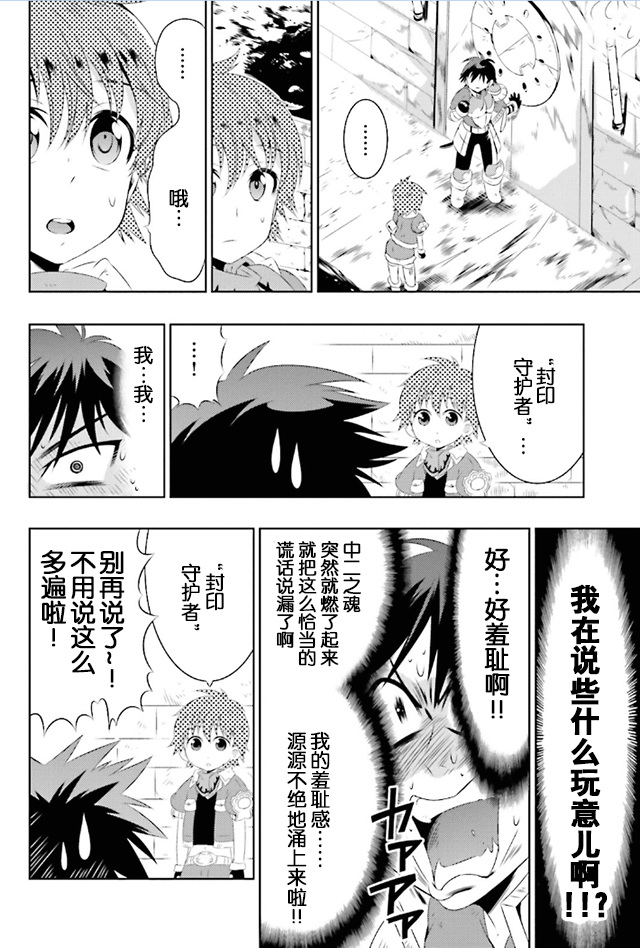 ……
……
哦…
“封印
守护者”…
…！
我…我…
我在说些什么玩意儿啊!!?
好…好羞耻啊!!
中二之魂
突然就燃了起来
就把这么恰当的
谎话说漏了啊
我的羞耻感……
源源不绝地涌上来啦!!
カアアア
“封印
守护者”
别再说了~！
不用说这么
多遍啦！